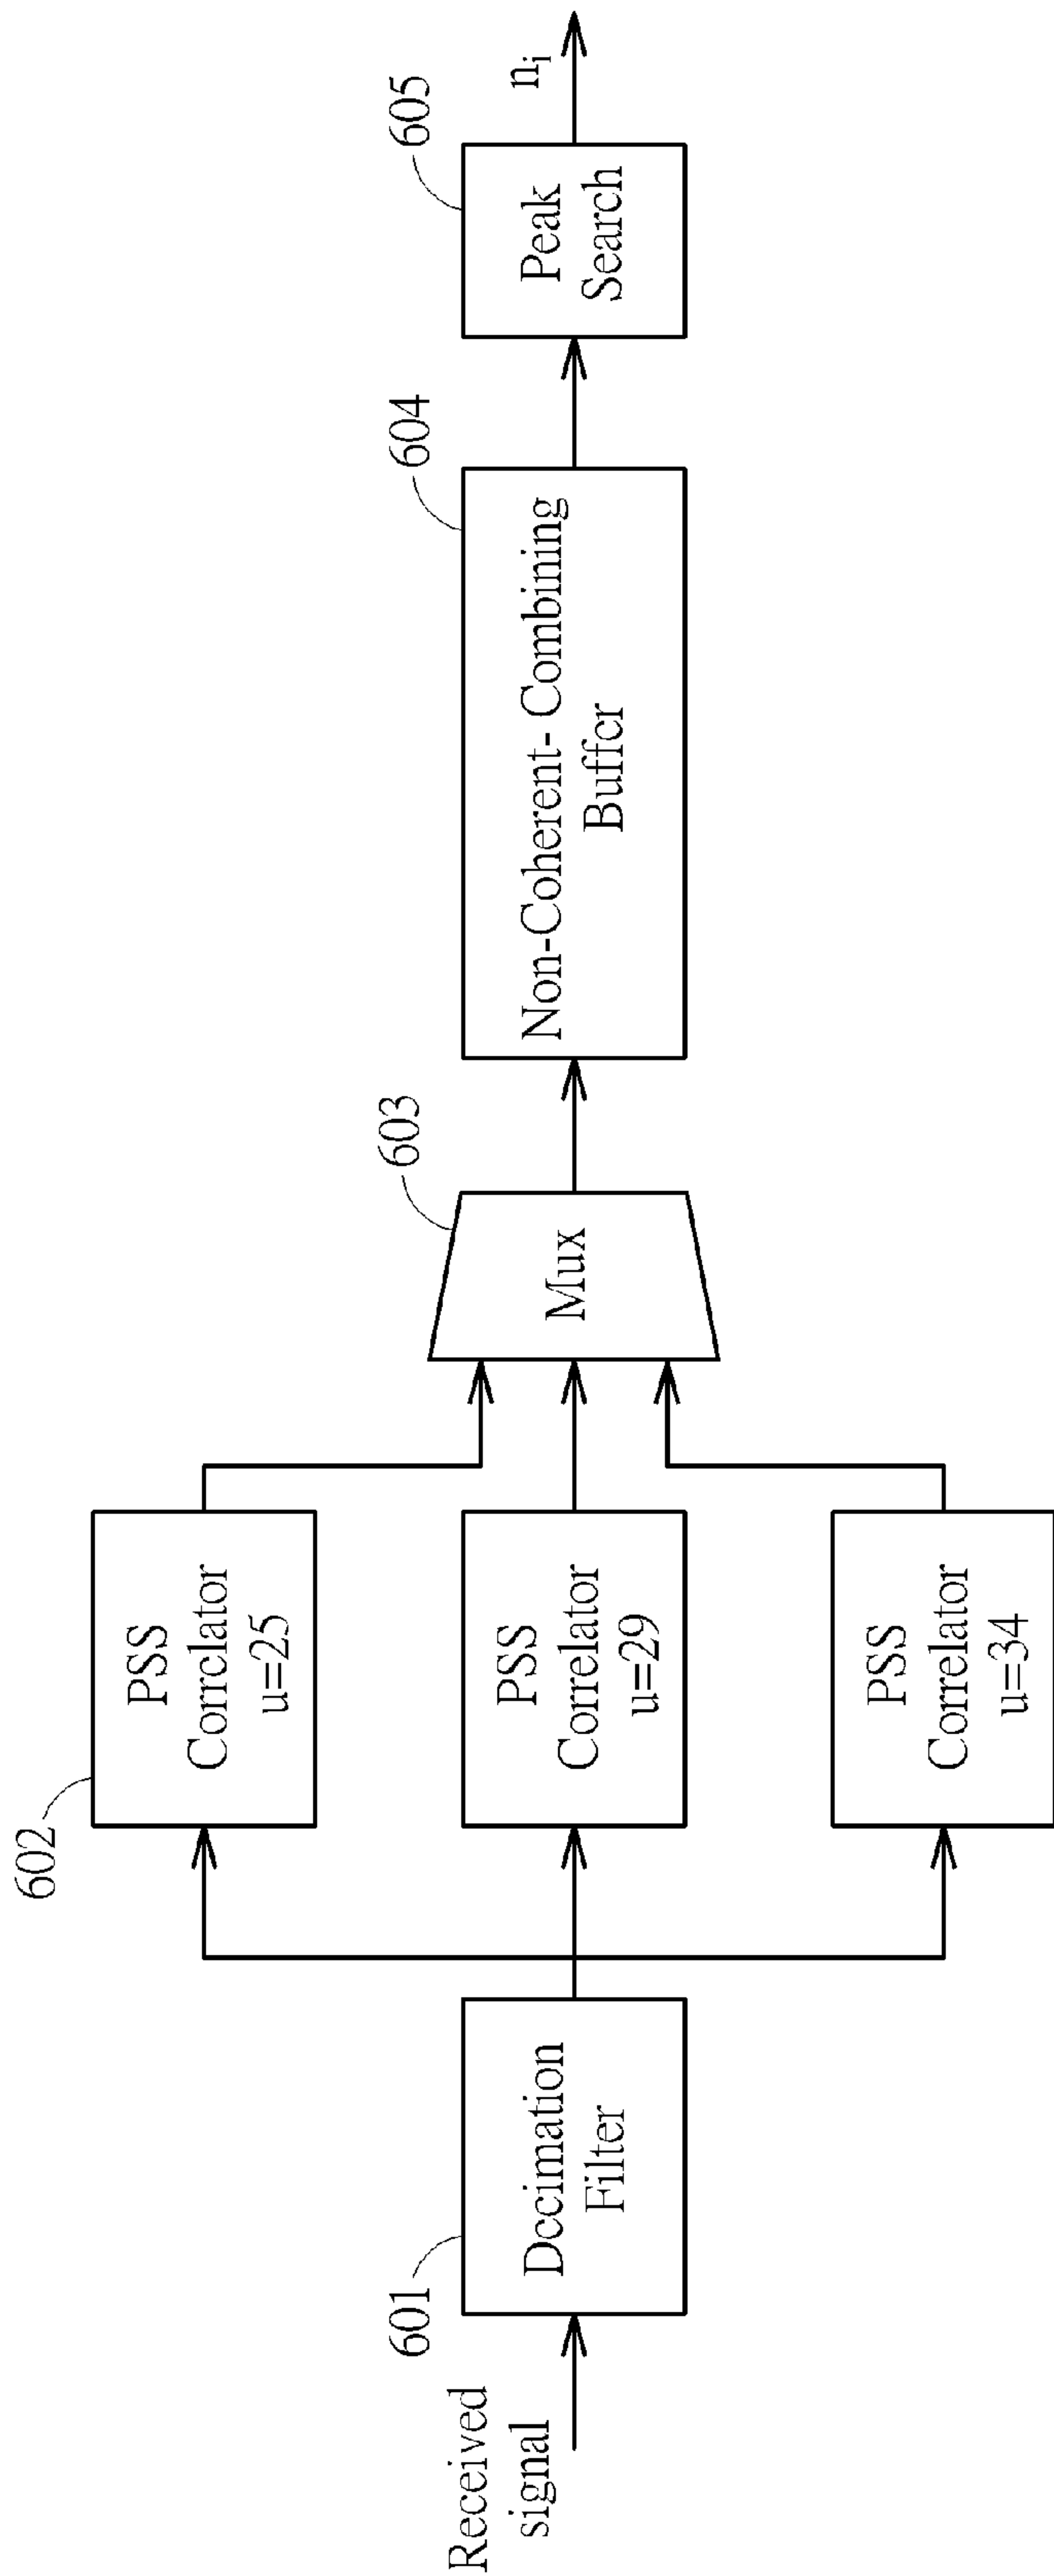 Received
signal
601
Decimation
Filter
602
PSS
Correlator
u=25
PSS
Correlator
u=29
PSS
Correlator
u=34
603
Mux
604
Non-Coherent- Combining
Buffer
605
Peak
Search
nᵢ